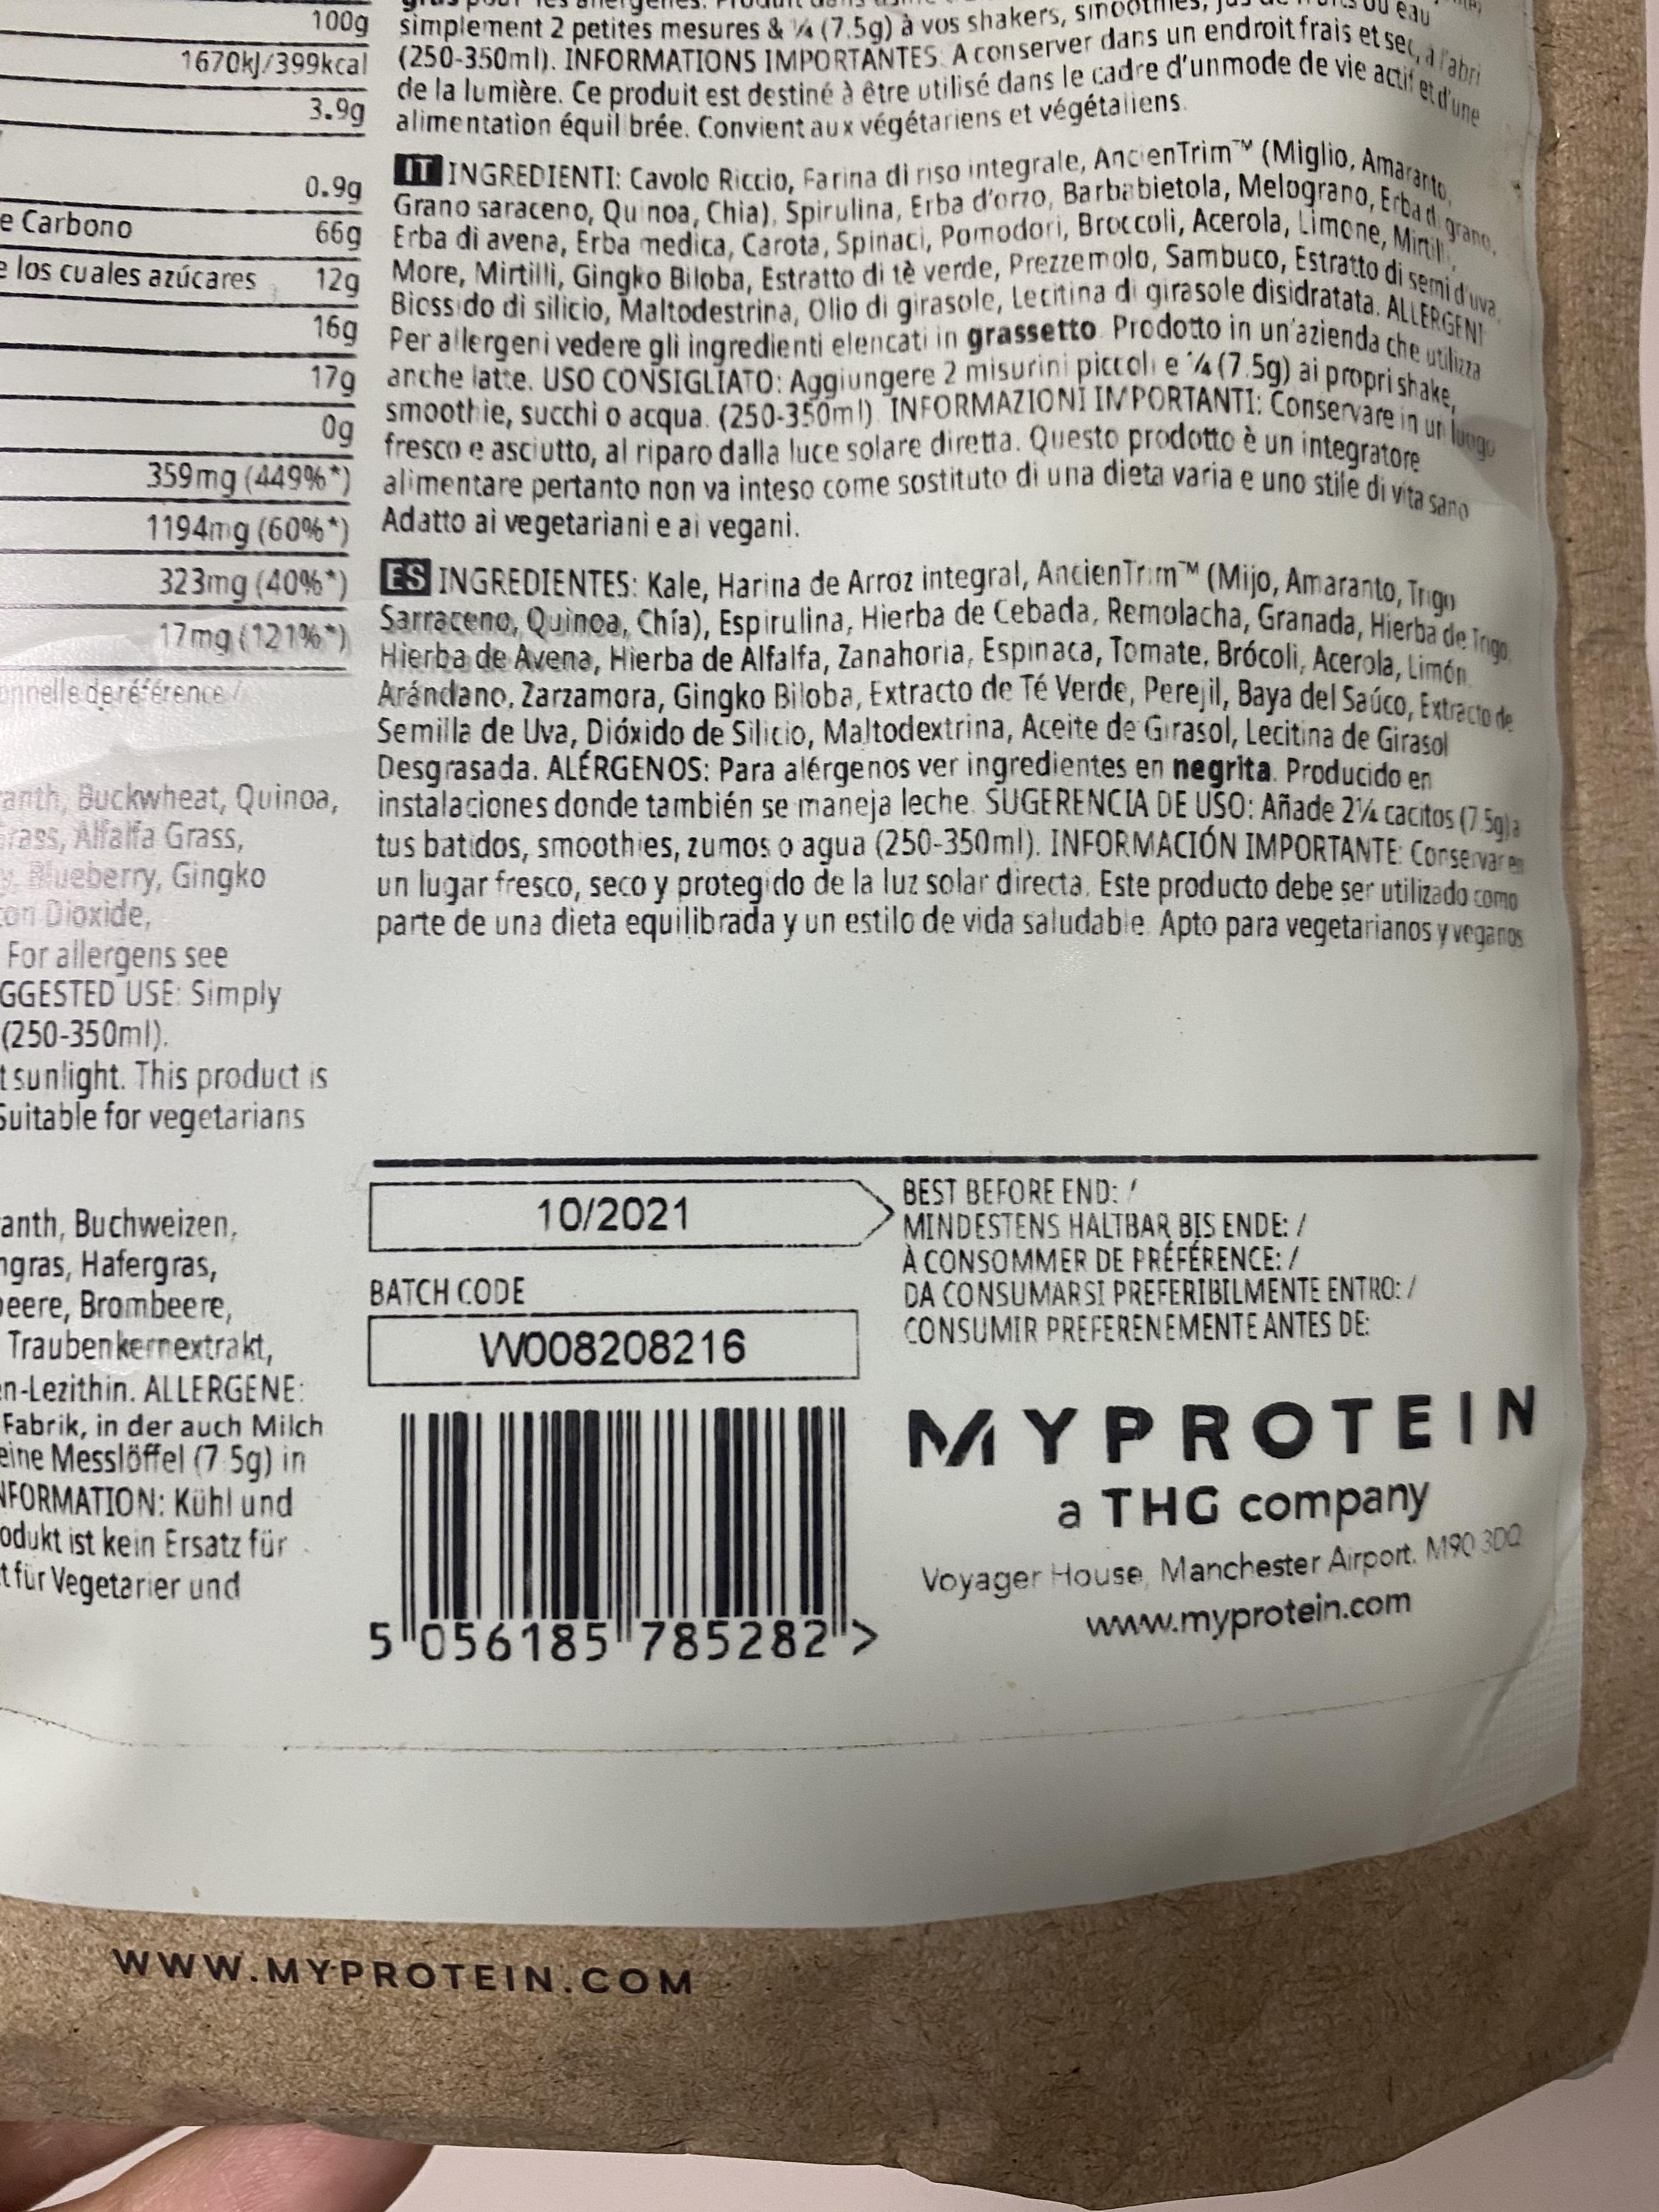 100g
1670kJ/399kcal
3.9g
0.9g
e Carbono 66g
e los cuales azúcares 12g
16g
17g
0g
359mg (449%*)
1194mg (60%*)
323mg (40%*)
17mg (121%*)
onnelle de référence /
anth, Buckwheat, Quinoa,
Grass, Alfalfa Grass,
y, Blueberry, Gingko
con Dioxide,
For allergens see
GGESTED USE: Simply
(250-350ml).
t sunlight. This product is
Suitable for vegetarians
anth, Buchweizen,
ngras, Hafergras,
beere, Brombeere,
Traubenkernextrakt,
en-Lezithin. ALLERGENE:
Fabrik, in der auch Milch
eine Messlöffel (7.5g) in
NFORMATION: Kühl und
odukt ist kein Ersatz für
t für Vegetarier und
simplement 2 petites mesures & ¼ (7.5g) à vos shakers, smoothies, jus de fruits ou eau
(250-350ml). INFORMATIONS IMPORTANTES: A conserver dans un endroit frais et sec, à l'abri
de la lumière. Ce produit est destiné à être utilisé dans le cadre d'unmode de vie actif et d'une
alimentation équilibrée. Convient aux végétariens et végétaliens.
IT INGREDIENTI: Cavolo Riccio, Farina di riso integrale, AncienTrim™ (Miglio, Amaranto,
Grano saraceno, Quinoa, Chia), Spirulina, Erba d'orzo, Barbabietola, Melograno, Erba di grano,
Erba di avena, Erba medica, Carota, Spinaci, Pomodori, Broccoli, Acerola, Limone, Mirtilli,
More, Mirtilli, Gingko Biloba, Estratto di tè verde, Prezzemolo, Sambuco, Estratto di semi d'uva,
Biossido di silicio, Maltodestrina, Olio di girasole, Lecitina di girasole disidratata. ALLERGENI:
Per allergeni vedere gli ingredienti elencati in grassetto. Prodotto in un'azienda che utilizza
anche latte. USO CONSIGLIATO: Aggiungere 2 misurini piccoli e ¼ (7.5g) ai propri shake,
smoothie, succhi o acqua. (250-350ml). INFORMAZIONI IMPORTANTI: Conservare in un luogo
fresco e asciutto, al riparo dalla luce solare diretta. Questo prodotto è un integratore
alimentare pertanto non va inteso come sostituto di una dieta varia e uno stile di vita sano
Adatto ai vegetariani e ai vegani.
ES INGREDIENTES: Kale, Harina de Arroz integral, AncienTrim™ (Mijo, Amaranto, Trigo
Sarraceno, Quinoa, Chía), Espirulina, Hierba de Cebada, Remolacha, Granada, Hierba de Trigo,
Hierba de Avena, Hierba de Alfalfa, Zanahoria, Espinaca, Tomate, Brócoli, Acerola, Limón,
Arándano, Zarzamora, Gingko Biloba, Extracto de Té Verde, Perejil, Baya del Saúco, Extracto de
Semilla de Uva, Dióxido de Silicio, Maltodextrina, Aceite de Girasol, Lecitina de Girasol
Desgrasada. ALÉRGENOS: Para alérgenos ver ingredientes en negrita. Producido en
instalaciones donde también se maneja leche. SUGERENCIA DE USO: Añade 2¼ cacitos (7.5g) a
tus batidos, smoothies, zumos o agua (250-350ml). INFORMACIÓN IMPORTANTE: Conservar en
un lugar fresco, seco y protegido de la luz solar directa. Este producto debe ser utilizado como
parte de una dieta equilibrada y un estilo de vida saludable. Apto para vegetarianos y veganos
10/2021
BEST BEFORE END: /
MINDESTENS HALTBAR BIS ENDE: /
À CONSOMMER DE PRÉFÉRENCE: /
DA CONSUMARSI PREFERIBILMENTE ENTRO: /
CONSUMIR PREFERENEMENTE ANTES DE:
BATCH CODE
W008208216
5 056185 785282 >
MYPROTEIN
a THG company
Voyager House, Manchester Airport. M90 3DQ
www.myprotein.com
WWW.MYPROTEIN.COM